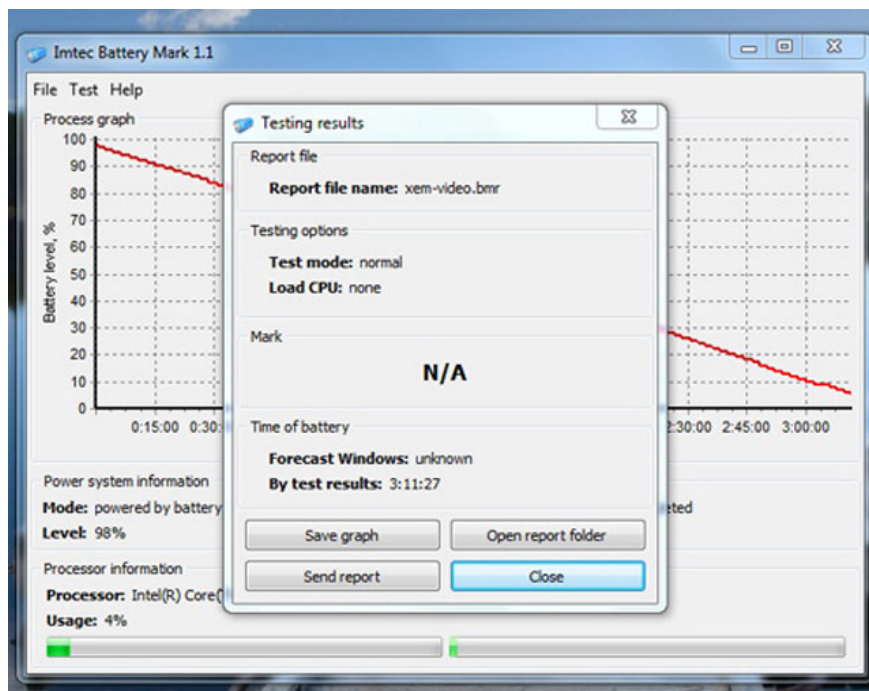 Imtec Battery Mark 1.1
File Test Help
Process graph
Battery level, %
100
90
80
70
60
50
40
30
20
10
0
0:15:00 0:30: 2:30:00 2:45:00 3:00:00
Power system information
Mode: powered by battery
Level: 98%
Processor information
Processor: Intel(R) Core(
Usage: 4%
Testing results
Report file
Report file name: xem-video.bmr
Testing options
Test mode: normal
Load CPU: none
Mark
N/A
Time of battery
Forecast Windows: unknown
By test results: 3:11:27
Save graph Open report folder
Send report Close